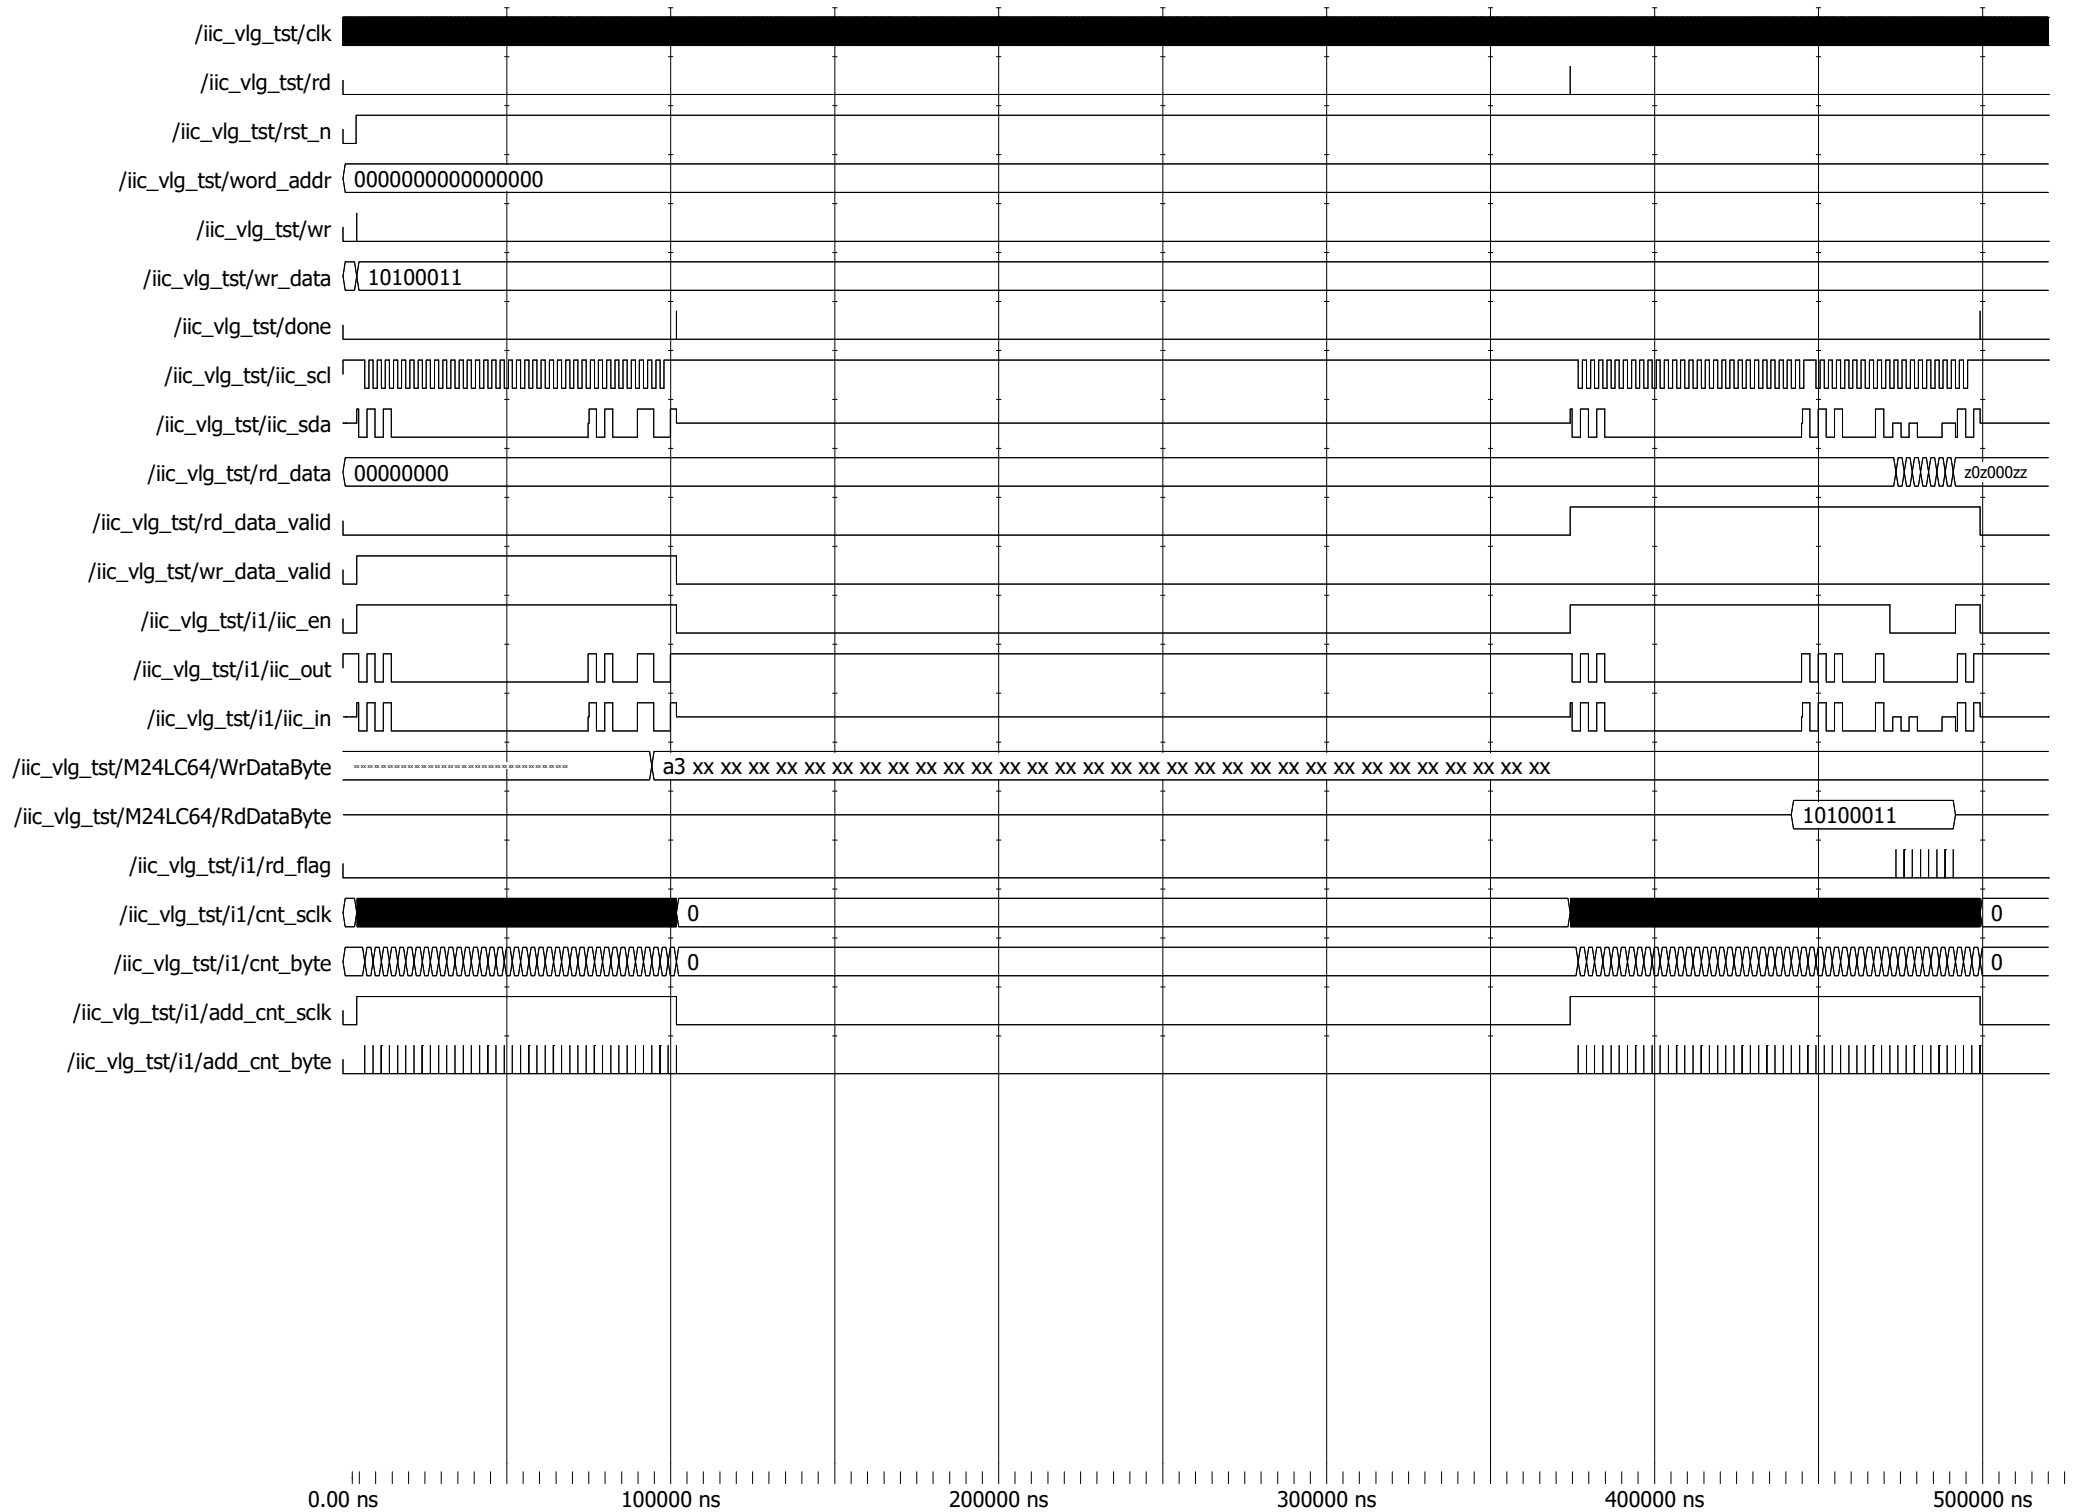 /iic_vlg_tst/clk
/iic_vlg_tst/rd
/iic_vlg_tst/rst_n
/iic_vlg_tst/word_addr 0000000000000000
/iic_vlg_tst/wr
/iic_vlg_tst/wr_data 10100011
/iic_vlg_tst/done
/iic_vlg_tst/iic_scl
/iic_vlg_tst/iic_sda
/iic_vlg_tst/rd_data 00000000 z0z000zz
/iic_vlg_tst/rd_data_valid
/iic_vlg_tst/wr_data_valid
/iic_vlg_tst/i1/iic_en
/iic_vlg_tst/i1/iic_out
/iic_vlg_tst/i1/iic_in
/iic_vlg_tst/M24LC64/WrDataByte a3 xx xx xx xx xx xx xx xx xx xx xx xx xx xx xx xx xx xx xx xx xx xx xx xx xx xx xx xx xx xx xx
/iic_vlg_tst/M24LC64/RdDataByte 10100011
/iic_vlg_tst/i1/rd_flag
/iic_vlg_tst/i1/cnt_sclk 0 0
/iic_vlg_tst/i1/cnt_byte 0 0
/iic_vlg_tst/i1/add_cnt_sclk
/iic_vlg_tst/i1/add_cnt_byte
0.00 ns 100000 ns 200000 ns 300000 ns 400000 ns 500000 ns